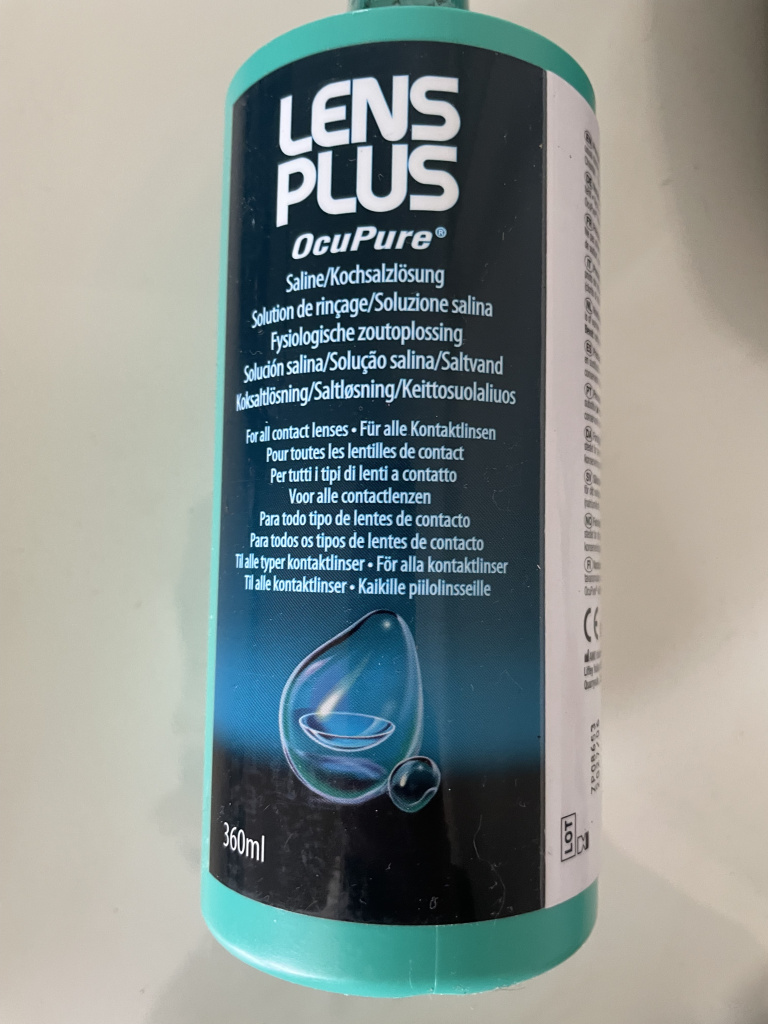 LENS
PLUS
OcuPure®
Saline/Kochsalzlösung
Solution de rinçage/Soluzione salina
Fysiologische zoutoplossing
Solución salina/Solução salina/Saltvand
Koksaltlösning/Saltløsning/Keittosuolaliuos
For all contact lenses • Für alle Kontaktlinsen
Pour toutes les lentilles de contact
Per tutti i tipi di lenti a contatto
Voor alle contactlenzen
Para todo tipo de lentes de contacto
Para todos os tipos de lentes de contacto
Til alle typer kontaktlinser • För alla kontaktlinser
Til alle kontaktlinser • Kaikille piilolinsseille
360ml
CE
ZP08653
LOT